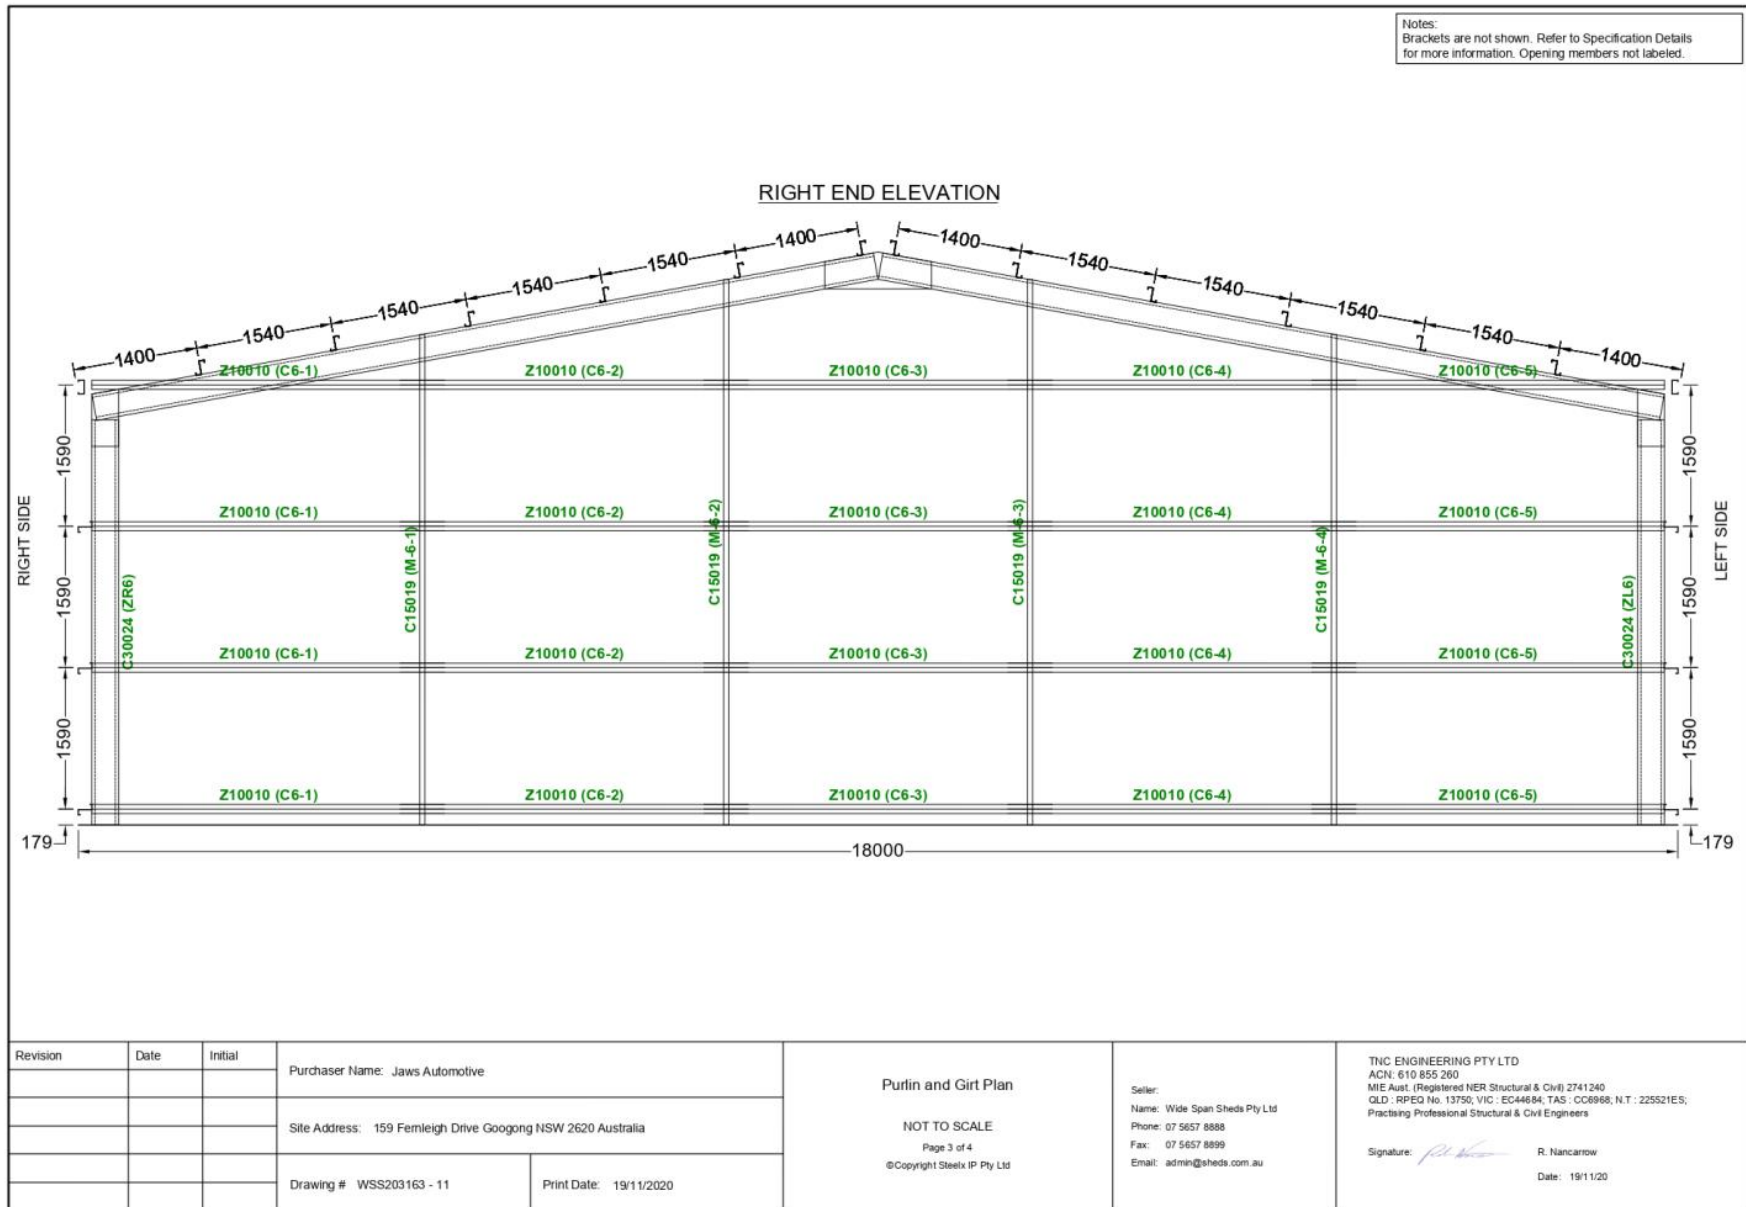 Notes:
Brackets are not shown. Refer to Specification Details
for more information. Opening members not labeled.
RIGHT END ELEVATION
1400
1540
1540
1540
1540
1400
1400
1540
1540
1540
1540
1400
Z10010 (C6-1)
Z10010 (C6-2)
Z10010 (C6-3)
Z10010 (C6-4)
Z10010 (C6-5)
1590
1590
RIGHT SIDE
LEFT SIDE
Z10010 (C6-1)
Z10010 (C6-2)
Z10010 (C6-3)
Z10010 (C6-4)
Z10010 (C6-5)
C30024 (ZR6)
C15019 (M-6-1)
C15019 (M-6-2)
C15019 (M-6-3)
C15019 (M-6-4)
C30024 (ZL6)
1590
1590
Z10010 (C6-1)
Z10010 (C6-2)
Z10010 (C6-3)
Z10010 (C6-4)
Z10010 (C6-5)
1590
1590
Z10010 (C6-1)
Z10010 (C6-2)
Z10010 (C6-3)
Z10010 (C6-4)
Z10010 (C6-5)
179
18000
179
Revision Date Initial
Purchaser Name: Jaws Automotive
Site Address: 159 Fernleigh Drive Googong NSW 2620 Australia
Drawing # WSS203163 - 11
Print Date: 19/11/2020
Purlin and Girt Plan
NOT TO SCALE
Page 3 of 4
©Copyright Steelx IP Pty Ltd
Seller:
Name: Wide Span Sheds Pty Ltd
Phone: 07 5657 8888
Fax: 07 5657 8899
Email: admin@sheds.com.au
TNC ENGINEERING PTY LTD
ACN: 610 855 260
MIE Aust. (Registered NER Structural & Civil) 2741240
QLD : RPEQ No. 13750; VIC : EC44684; TAS : CC6968; N.T : 225521ES;
Practising Professional Structural & Civil Engineers
Signature:
R. Nancarrow
Date: 19/11/20